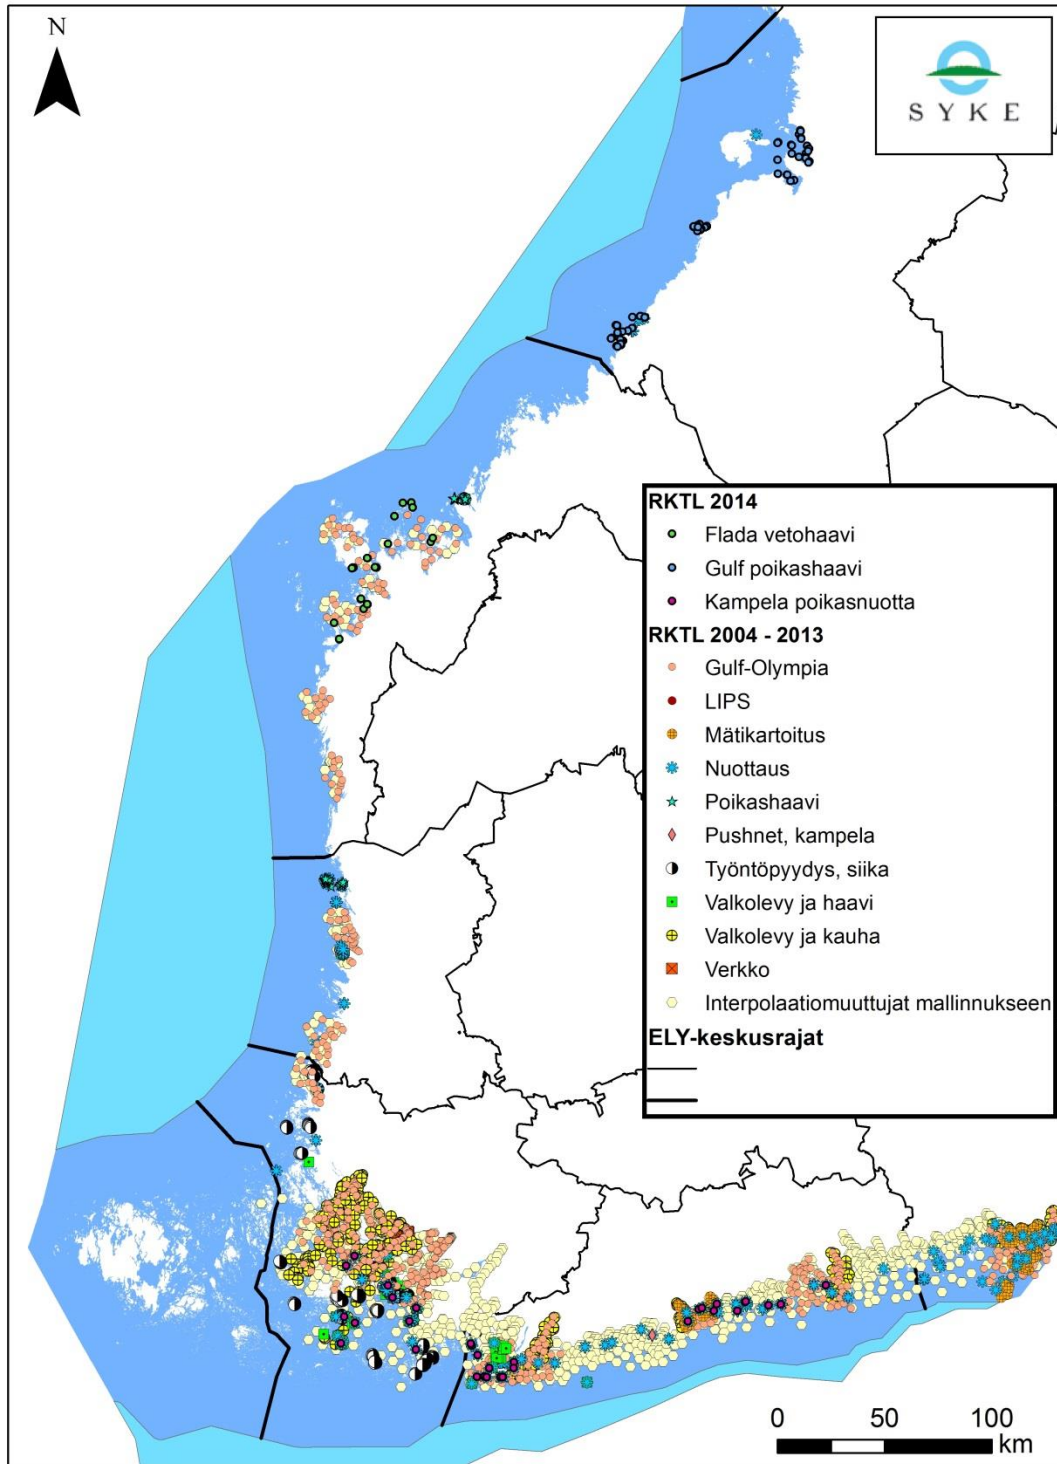 N
S Y K E
RKTL 2014
Flada vetohaavi
Gulf poikashaavi
Kampela poikasnuotta
RKTL 2004 - 2013
Gulf-Olympia
LIPS
Mätikartoitus
Nuottaus
Poikashaavi
Pushnet, kampela
Työntöpyydys, siika
Valkolevy ja haavi
Valkolevy ja kauha
Verkko
Interpolaatiomuuttujat mallinnukseen
ELY-keskusrajat
0 50 100
km